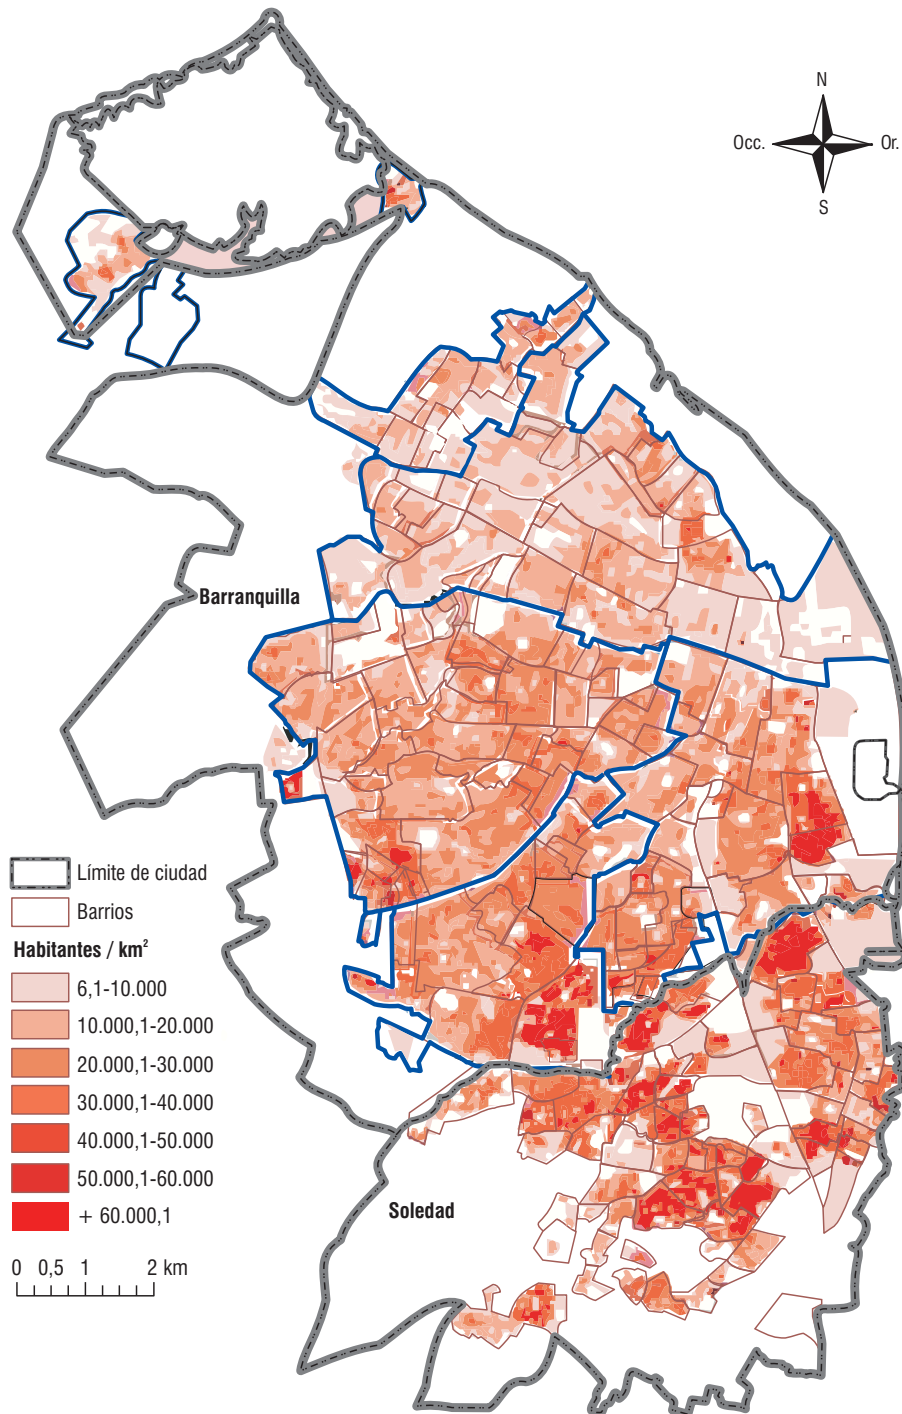 N
Occ.
Or.
S
Barranquilla
Límite de ciudad
Barrios
Habitantes / km²
6,1-10.000
10.000,1-20.000
20.000,1-30.000
30.000,1-40.000
40.000,1-50.000
50.000,1-60.000
+ 60.000,1
Soledad
0 0,5 1 2 km